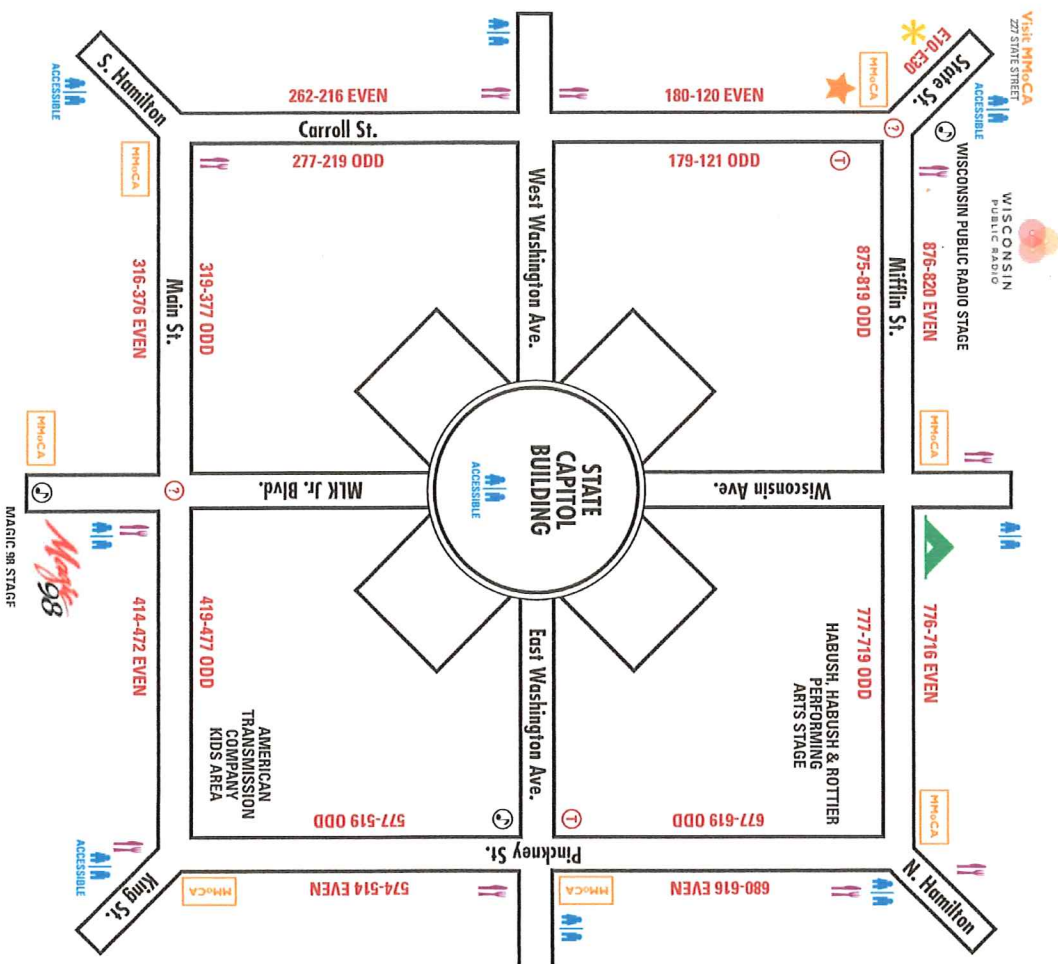 Visit MMoCA
227 STATE STREET
WISCONSIN
PUBLIC RADIO
E10-E30
State St.
ACCESSIBLE
WISCONSIN PUBLIC RADIO STAGE
MMoCA
?
T
876-820 EVEN
Mifflin St.
875-819 ODD
MMoCA
776-716 EVEN
777-719 ODD
HABUSH, HABUSH & ROTTIER
PERFORMING
ARTS STAGE
MMoCA
N. Hamilton
180-120 EVEN
179-121 ODD
Wisconsin Ave.
677-619 ODD
680-616 EVEN
T
MMoCA
West Washington Ave.
STATE
CAPITOL
BUILDING
ACCESSIBLE
East Washington Ave.
Pinckney St.
262-216 EVEN
Carroll St.
277-219 ODD
MLK Jr. Blvd.
577-519 ODD
574-514 EVEN
AMERICAN
TRANSMISSION
COMPANY
KIDS AREA
MMoCA
S. Hamilton
ACCESSIBLE
MMoCA
319-377 ODD
Main St.
316-376 EVEN
?
419-477 ODD
414-472 EVEN
King St.
ACCESSIBLE
MMoCA
Magic
98
MAGIC 98 STAGE